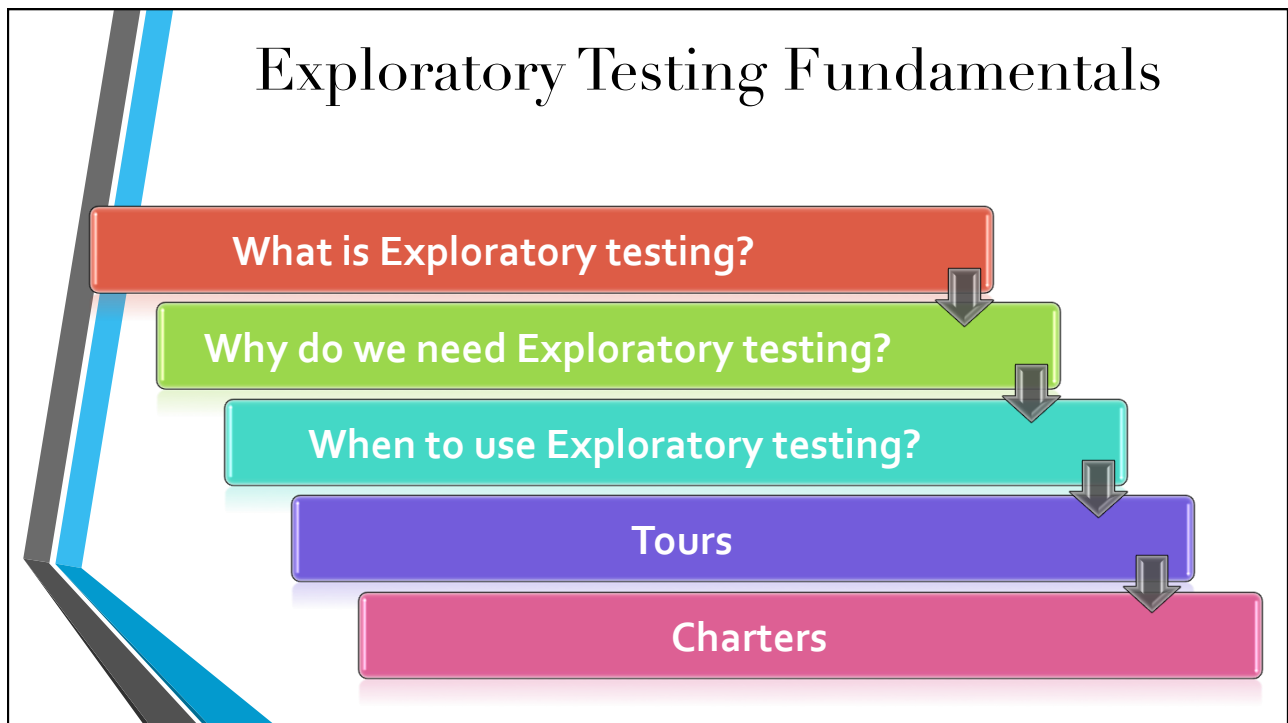 Exploratory Testing Fundamentals
What is Exploratory testing?
Why do we need Exploratory testing?
When to use Exploratory testing?
Tours
Charters